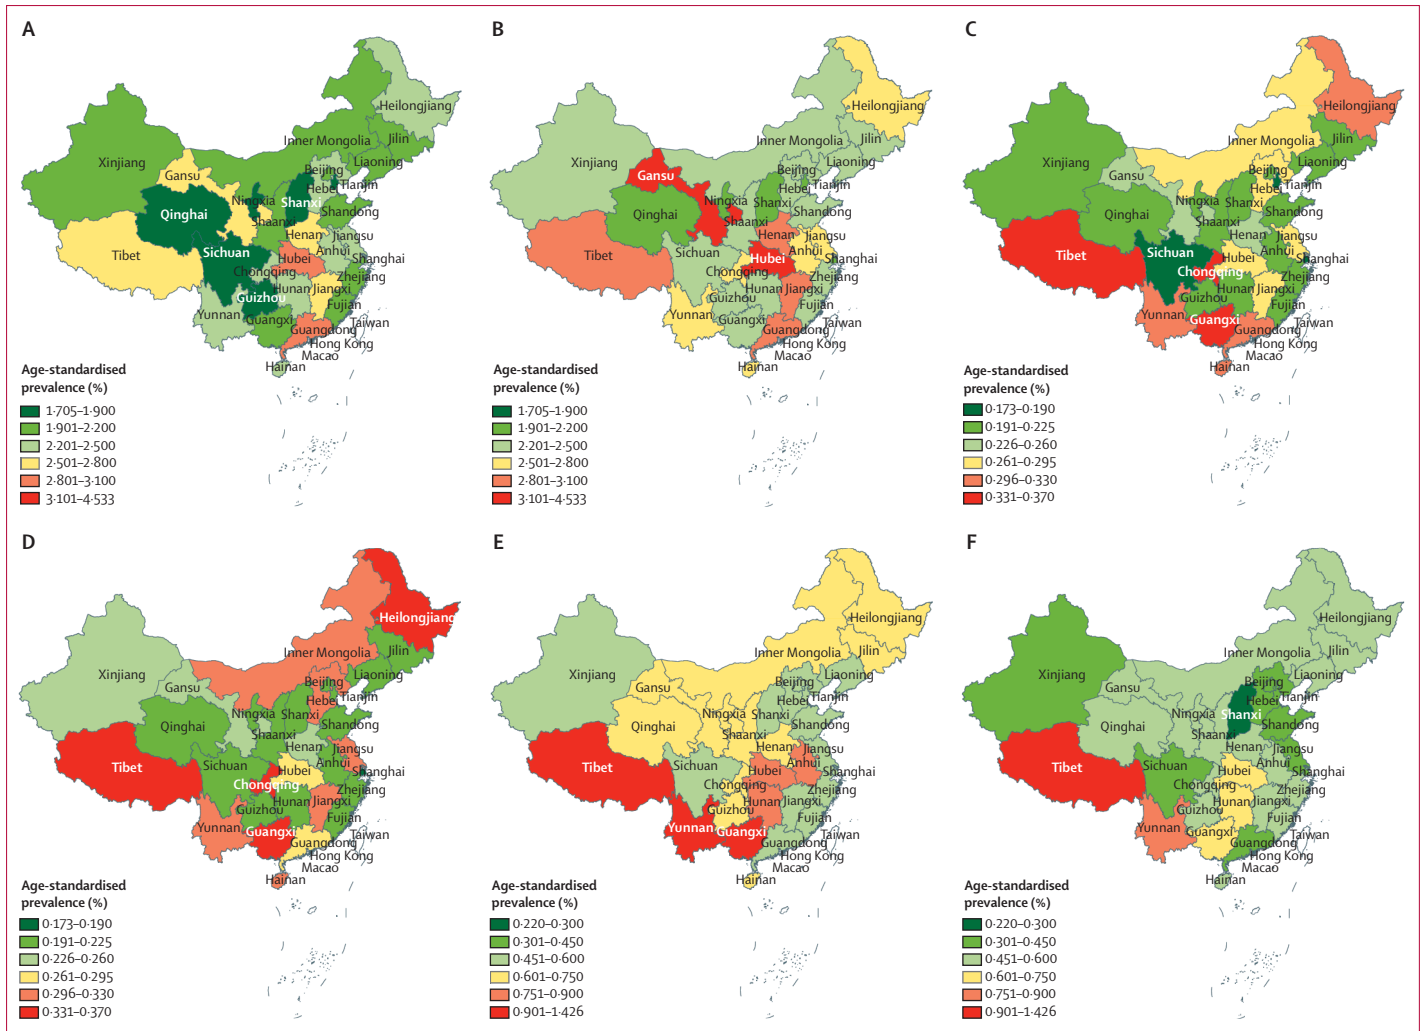 A
Heilongjiang
Inner Mongolia
Jilin
Xinjiang
Beijing
Liaoning
Gansu
Hebei
Tianjin
Ningxia
Shanxi
Qinghai
Shandong
Shaanxi
Henan
Jiangsu
Tibet
Sichuan
Hubei
Anhui
Shanghai
Chongqing
Zhejiang
Guizhou
Hunan
Jiangxi
Fujian
Yunnan
Guangxi
Guangdong
Taiwan
Hong Kong
Macao
Hainan
Age-standardised
prevalence (%)
1·705–1·900
1·901–2·200
2·201–2·500
2·501–2·800
2·801–3·100
3·101–4·533
B
Heilongjiang
Inner Mongolia
Jilin
Xinjiang
Beijing
Liaoning
Gansu
Hebei
Tianjin
Ningxia
Shanxi
Qinghai
Shandong
Shaanxi
Henan
Jiangsu
Tibet
Sichuan
Hubei
Anhui
Shanghai
Chongqing
Zhejiang
Guizhou
Hunan
Jiangxi
Fujian
Yunnan
Guangxi
Guangdong
Taiwan
Hong Kong
Macao
Hainan
Age-standardised
prevalence (%)
1·705–1·900
1·901–2·200
2·201–2·500
2·501–2·800
2·801–3·100
3·101–4·533
C
Heilongjiang
Inner Mongolia
Jilin
Xinjiang
Beijing
Liaoning
Gansu
Hebei
Tianjin
Ningxia
Shanxi
Qinghai
Shandong
Shaanxi
Henan
Jiangsu
Tibet
Sichuan
Hubei
Anhui
Shanghai
Chongqing
Zhejiang
Guizhou
Hunan
Jiangxi
Fujian
Yunnan
Guangxi
Guangdong
Taiwan
Hong Kong
Macao
Hainan
Age-standardised
prevalence (%)
0·173–0·190
0·191–0·225
0·226–0·260
0·261–0·295
0·296–0·330
0·331–0·370
D
Heilongjiang
Inner Mongolia
Jilin
Xinjiang
Beijing
Liaoning
Gansu
Hebei
Tianjin
Ningxia
Shanxi
Qinghai
Shandong
Shaanxi
Henan
Jiangsu
Tibet
Sichuan
Hubei
Anhui
Shanghai
Chongqing
Zhejiang
Guizhou
Hunan
Jiangxi
Fujian
Yunnan
Guangxi
Guangdong
Taiwan
Hong Kong
Macao
Hainan
Age-standardised
prevalence (%)
0·173–0·190
0·191–0·225
0·226–0·260
0·261–0·295
0·296–0·330
0·331–0·370
E
Heilongjiang
Inner Mongolia
Jilin
Xinjiang
Beijing
Liaoning
Gansu
Hebei
Tianjin
Ningxia
Shanxi
Qinghai
Shandong
Shaanxi
Henan
Jiangsu
Tibet
Sichuan
Hubei
Anhui
Shanghai
Chongqing
Zhejiang
Guizhou
Hunan
Jiangxi
Fujian
Yunnan
Guangxi
Guangdong
Taiwan
Hong Kong
Macao
Hainan
Age-standardised
prevalence (%)
0·220–0·300
0·301–0·450
0·451–0·600
0·601–0·750
0·751–0·900
0·901–1·426
F
Heilongjiang
Inner Mongolia
Jilin
Xinjiang
Beijing
Liaoning
Gansu
Hebei
Tianjin
Ningxia
Shanxi
Qinghai
Shandong
Shaanxi
Henan
Jiangsu
Tibet
Sichuan
Hubei
Anhui
Shanghai
Chongqing
Zhejiang
Guizhou
Hunan
Jiangxi
Fujian
Yunnan
Guangxi
Guangdong
Taiwan
Hong Kong
Macao
Hainan
Age-standardised
prevalence (%)
0·220–0·300
0·301–0·450
0·451–0·600
0·601–0·750
0·751–0·900
0·901–1·426